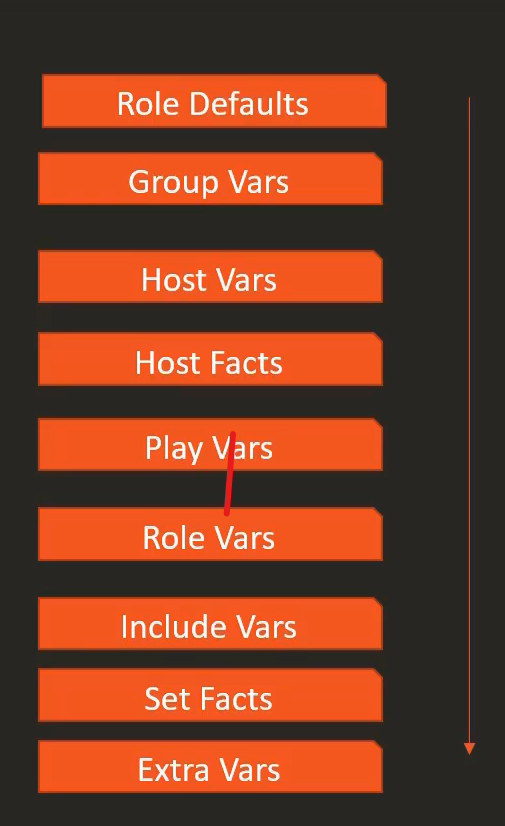 Role Defaults
Group Vars
Host Vars
Host Facts
Play Vars
Role Vars
Include Vars
Set Facts
Extra Vars